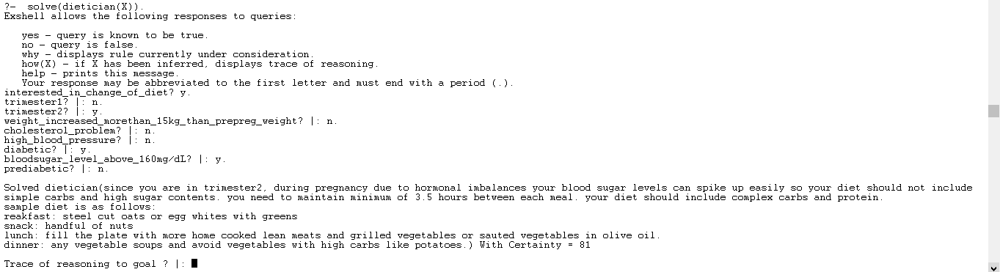 ?-  solve(dietician(X)).
Exshell allows the following responses to queries:
yes - query is known to be true.
no - query is false.
why - displays rule currently under consideration.
how(X) - if X has been inferred, displays trace of reasoning.
help - prints this message.
Your response may be abbreviated to the first letter and must end with a period (.).
interested_in_change_of_diet? y.
trimester1? |: n.
trimester2? |: y.
weight_increased_morethan_15kg_than_prepreg_weight? |: n.
cholesterol_problem? |: n.
high_blood_pressure? |: n.
diabetic? |: y.
bloodsugar_level_above_160mg/dL? |: y.
prediabetic? |: n.
Solved dietician(since you are in trimester2, during pregnancy due to hormonal imbalances your blood sugar levels can spike up easily so your diet should not include
simple carbs and high sugar contents. you need to maintain minimum of 3.5 hours between each meal. your diet should include complex carbs and protein.
sample diet is as follows:
reakfast: steel cut oats or egg whites with greens
snack: handful of nuts
lunch: fill the plate with more home cooked lean meats and grilled vegetables or sauted vegetables in olive oil.
dinner: any vegetable soups and avoid vegetables with high carbs like potatoes.) With Certainty = 81
Trace of reasoning to goal ? |: